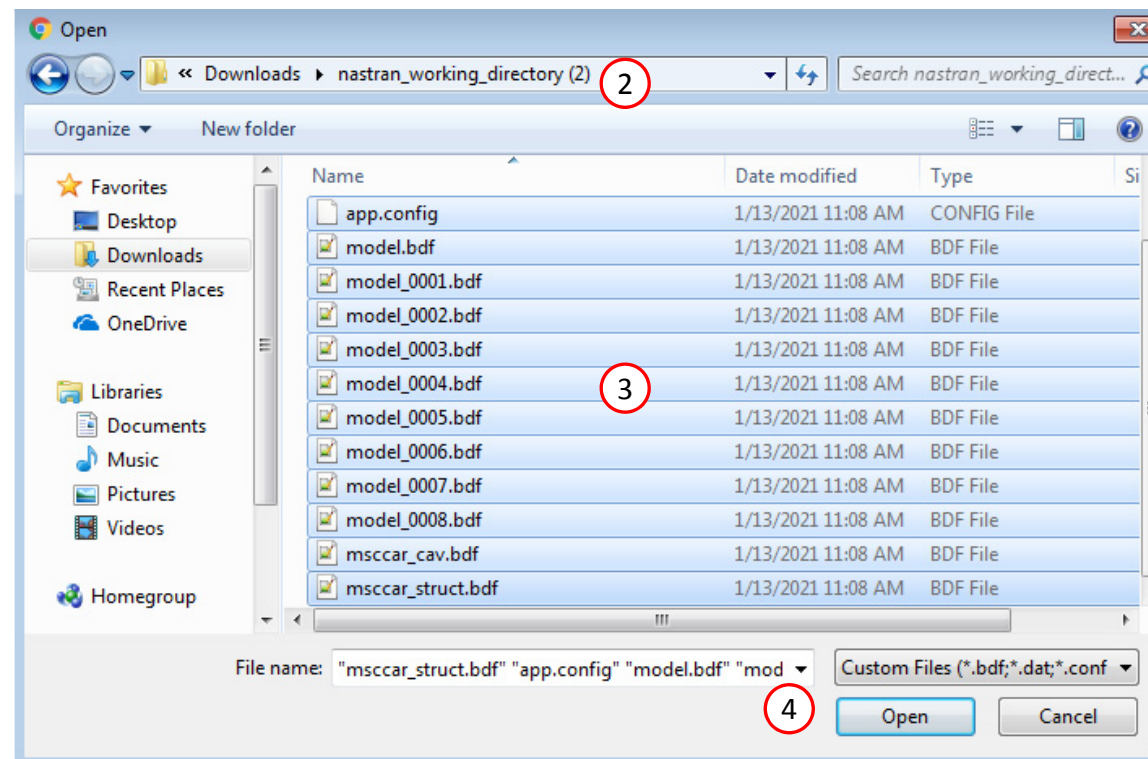 Open
« Downloads ▸ nastran_working_directory (2) 2 Search nastran_working_direct...
Organize New folder
Name Date modified Type Si
Favorites
Desktop
Downloads
Recent Places
OneDrive
Libraries
Documents
Music
Pictures
Videos
Homegroup
app.config 1/13/2021 11:08 AM CONFIG File
model.bdf 1/13/2021 11:08 AM BDF File
model_0001.bdf 1/13/2021 11:08 AM BDF File
model_0002.bdf 1/13/2021 11:08 AM BDF File
model_0003.bdf 1/13/2021 11:08 AM BDF File
model_0004.bdf 3 1/13/2021 11:08 AM BDF File
model_0005.bdf 1/13/2021 11:08 AM BDF File
model_0006.bdf 1/13/2021 11:08 AM BDF File
model_0007.bdf 1/13/2021 11:08 AM BDF File
model_0008.bdf 1/13/2021 11:08 AM BDF File
msccar_cav.bdf 1/13/2021 11:08 AM BDF File
msccar_struct.bdf 1/13/2021 11:08 AM BDF File
File name: "msccar_struct.bdf" "app.config" "model.bdf" "mod Custom Files (*.bdf;*.dat;*.conf
4 Open Cancel